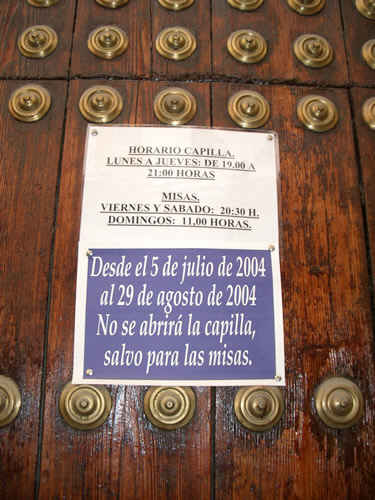 HORARIO CAPILLA.
LUNES A JUEVES: DE 19.00 A
21:00 HORAS
MISAS.
VIERNES Y SABADO: 20:30 H.
DOMINGOS: 11,00 HORAS.
Desde el 5 de julio de 2004
al 29 de agosto de 2004
No se abrirá la capilla,
salvo para las misas.